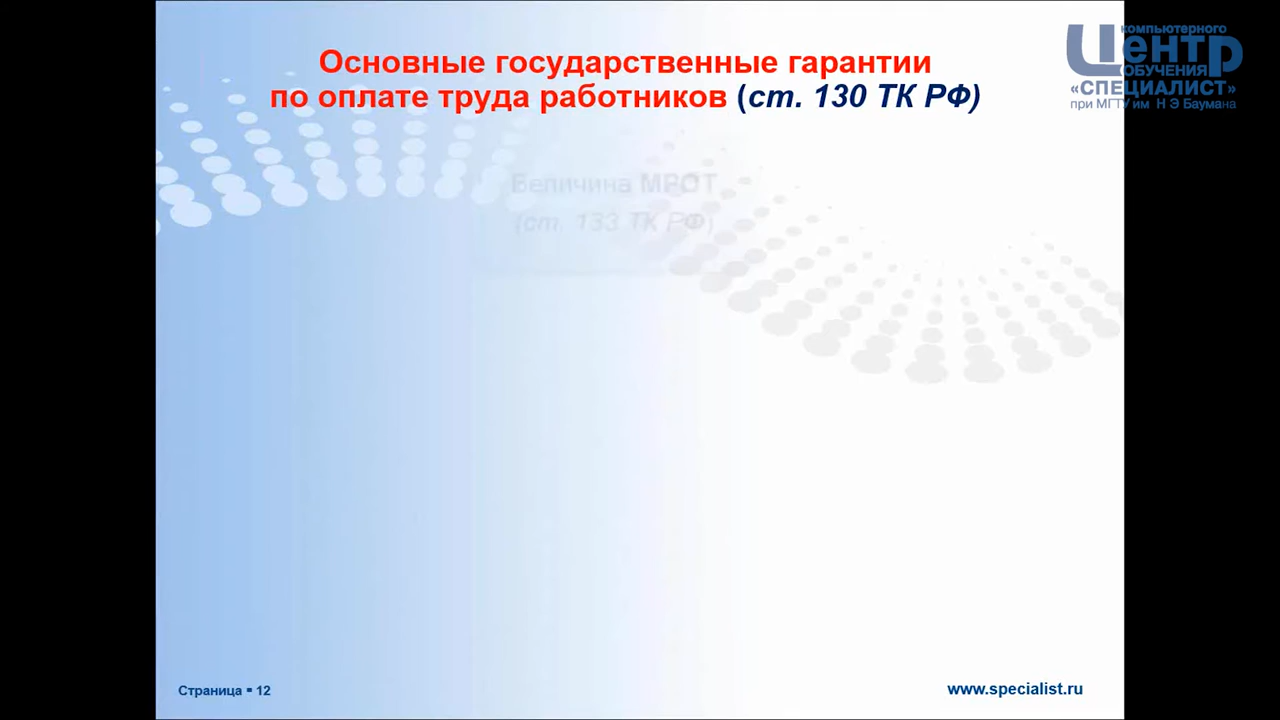 Основные государственные гарантии
по оплате труда работников (ст. 130 ТК РФ)
компьютерного
Центр
ОБУЧЕНИЯ
«СПЕЦИАЛИСТ»
при МГТУ им Н Э Баумана
Величина МРОТ
(ст. 133 ТК РФ)
Страница ▪ 12
www.specialist.ru